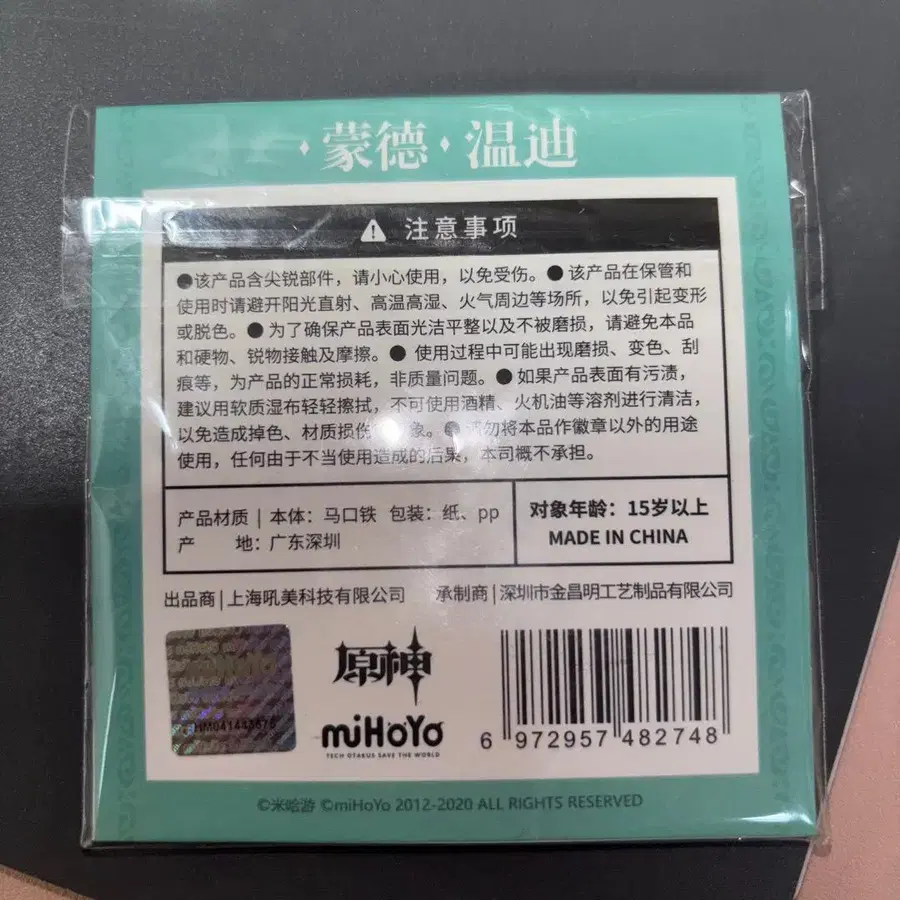 蒙德·温迪
注意事项
●该产品含尖锐部件，请小心使用，以免受伤。●该产品在保管和
使用时请避开阳光直射、高温高湿、火气周边等场所，以免引起变形
或脱色。●为了确保产品表面光洁平整以及不被磨损，请避免本品
和硬物、锐物接触及摩擦。●使用过程中可能出现磨损、变色、刮
痕等，为产品的正常损耗，非质量问题。●如果产品表面有污渍，
建议用软质湿布轻轻擦拭，不可使用酒精、火机油等溶剂进行清洁，
以免造成掉色、材质损伤 象。● 勿将本品作徽章以外的用途
使用，任何由于不当使用造成的后果，本司概不承担。
产品材质 | 本体：马口铁 包装：纸、pp
产 地：广东深圳
对象年龄：15岁以上
MADE IN CHINA
出品商 | 上海吼美科技有限公司 承制商 | 深圳市金昌明工艺制品有限公司
原神
miHoYo
TECH OTAKUS SAVE THE WORLD
6 972957 482748
©米哈游 ©miHoYo 2012-2020 ALL RIGHTS RESERVED